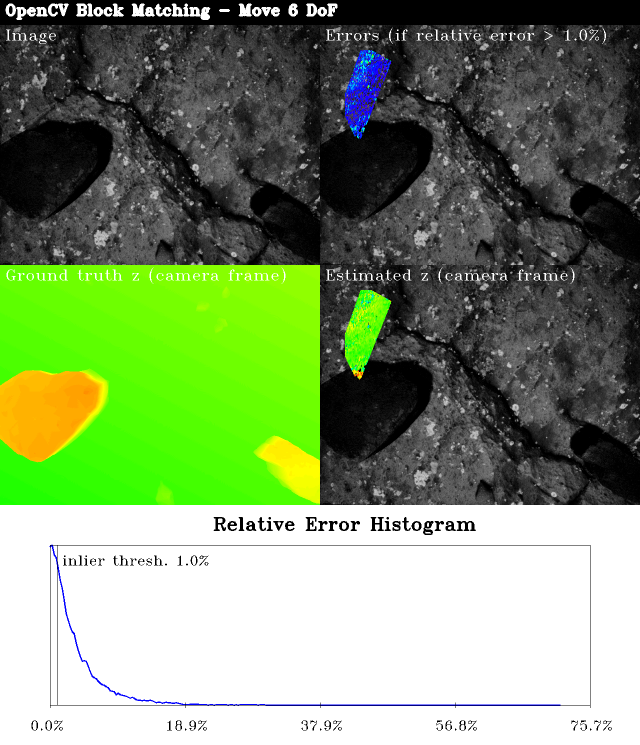 OpenCV Block Matching - Move 6 DoF
Image
Errors (if relative error > 1.0%)
Ground truth z (camera frame)
Estimated z (camera frame)
Relative Error Histogram
inlier thresh. 1.0%
0.0% 18.9% 37.9% 56.8% 75.7%